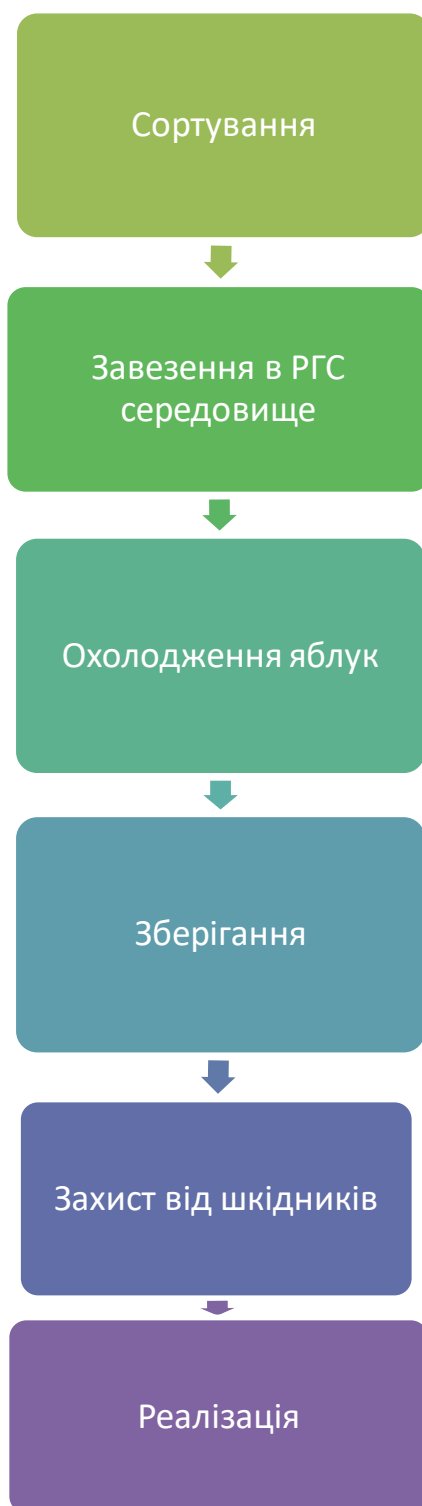 Сортування
Завезення в РГС
середовище
Охолодження яблук
Зберігання
Захист від шкідників
Реалізація